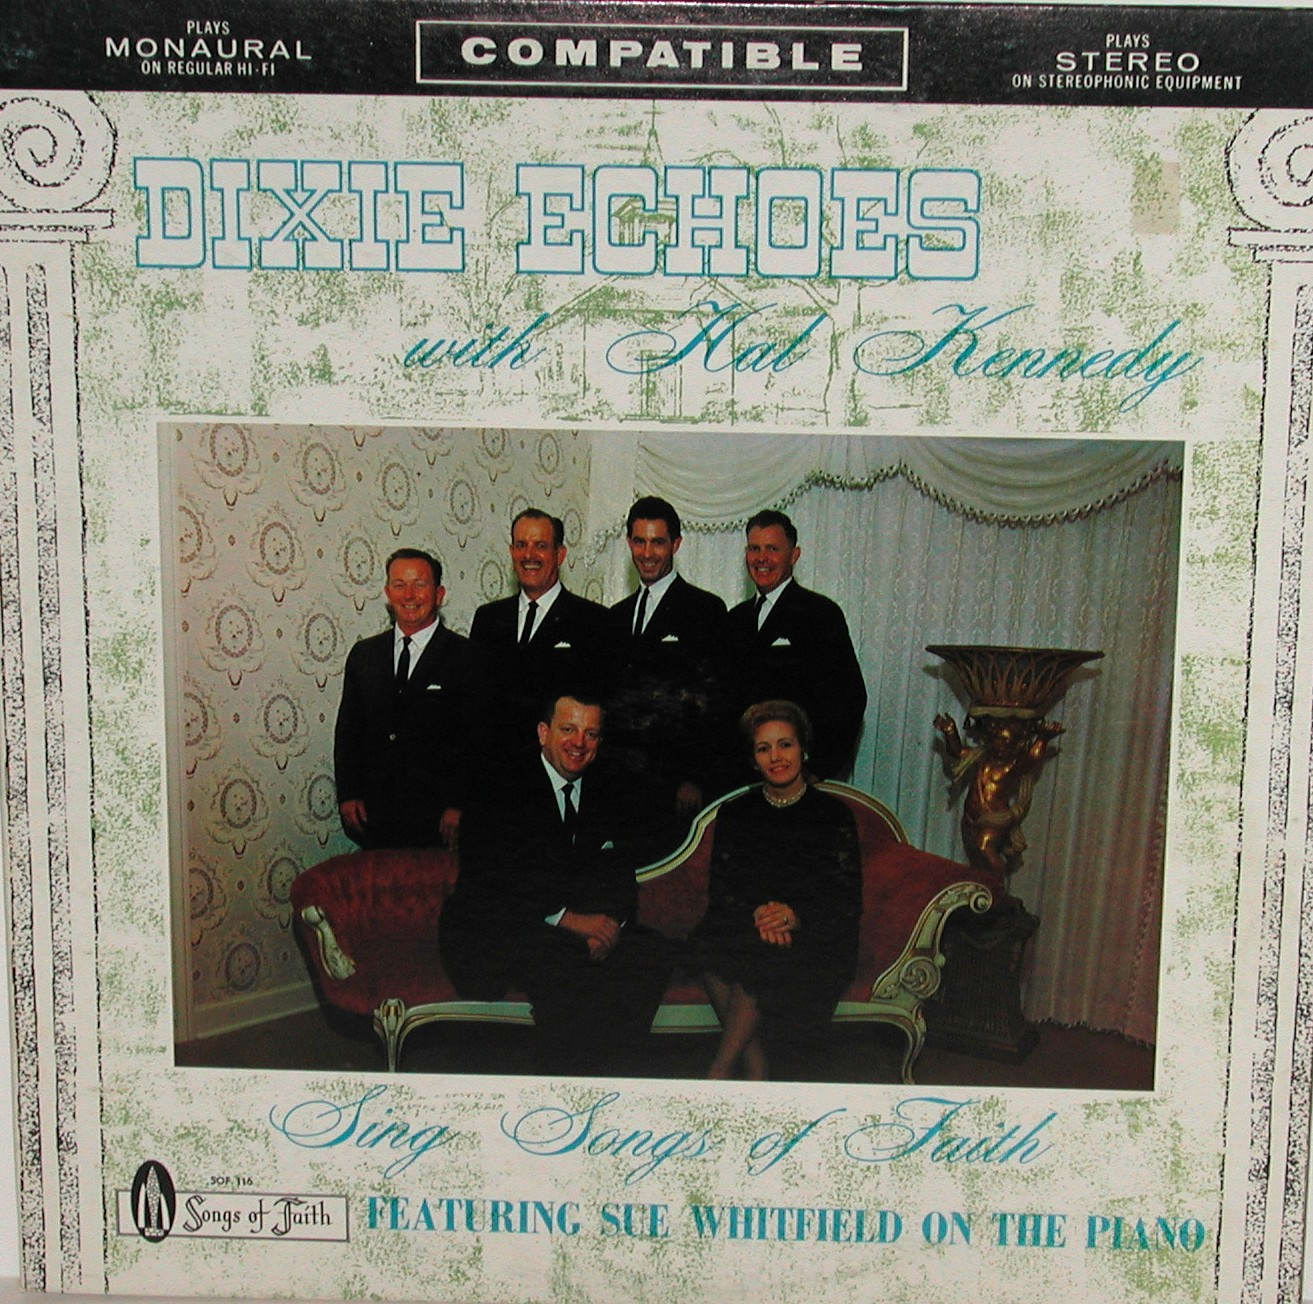 PLAYS
MONAURAL
ON REGULAR HI-FI
COMPATIBLE
PLAYS
STEREO
ON STEREOPHONIC EQUIPMENT
DIXIE ECHOES
with Hal Kennedy
Sing Songs of Faith
SOF 116
Songs of Faith
FEATURING SUE WHITFIELD ON THE PIANO